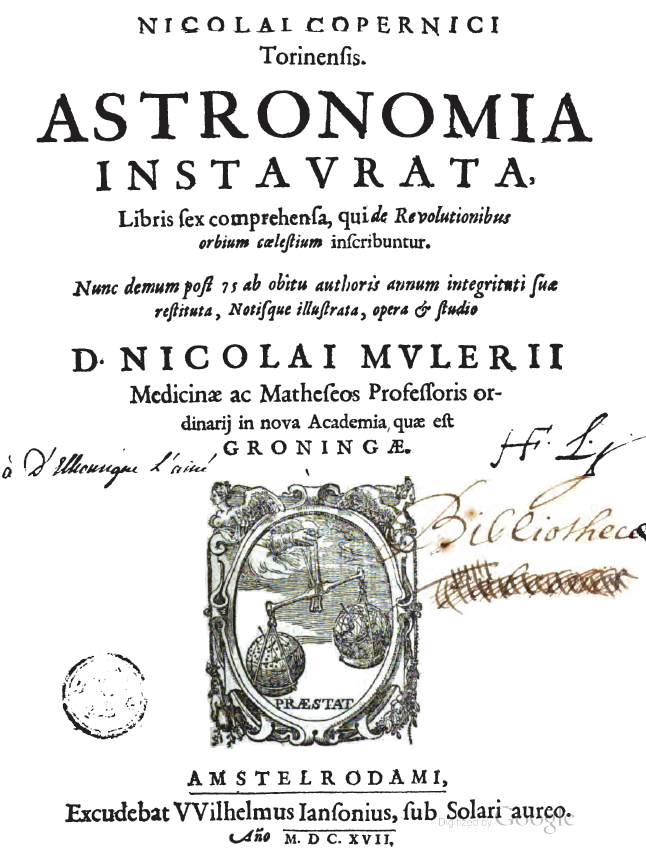 NICOLAI COPERNICI
Torinenſis.
ASTRONOMIA
INSTAVRATA,
Libris ſex comprehenſa, qui de Revolutionibus
orbium cæleſtium inſcribuntur.
Nunc demum poſt 75 ab obitu authoris annum integritati ſuæ
reſtituta, Notiſque illuſtrata, opera & ſtudio
D. NICOLAI MVLERII
Medicinæ ac Matheſeos Profeſſoris or-
dinarij in nova Academia, quæ eſt
GRONINGÆ.
à l'ainé
Bibliotheca
PRÆSTAT
AMSTELRODAMI,
Excudebat VVilhelmus Ianſonius, ſub Solari aureo.
Digitized by Google
Año M. D C. XVII.